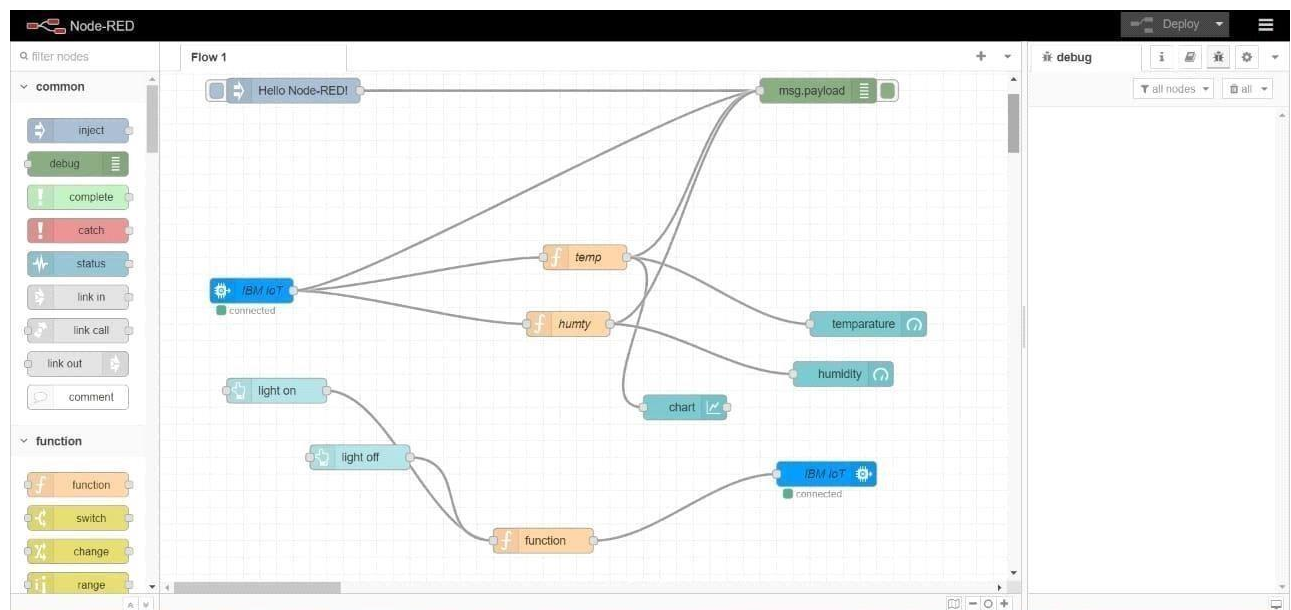 Node-RED
Deploy
filter nodes
Flow 1
debug
i
all nodes
all
common
inject
debug
complete
catch
status
link in
link call
link out
comment
function
function
switch
change
range
Hello Node-RED!
msg.payload
temp
IBM IoT
connected
humty
temparature
humidity
light on
chart
light off
IBM IoT
connected
function